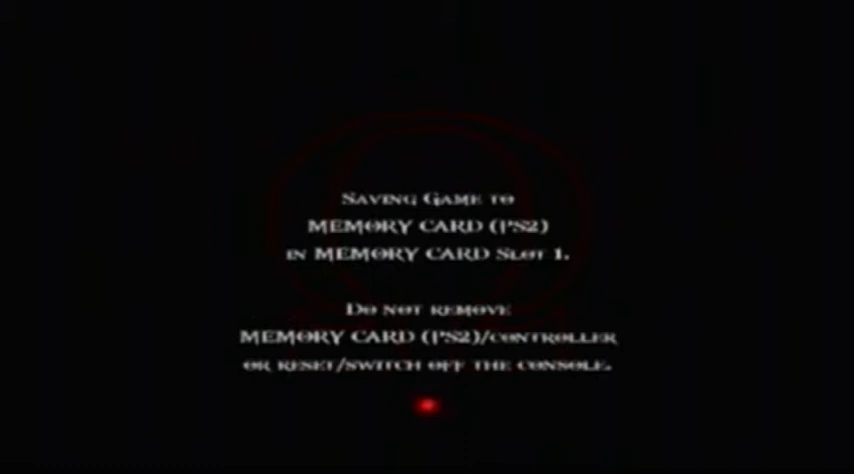 Saving Game to
MEMORY CARD (PS2)
in MEMORY CARD Slot 1.
Do not remove
MEMORY CARD (PS2)/controller
or reset/switch off the console.